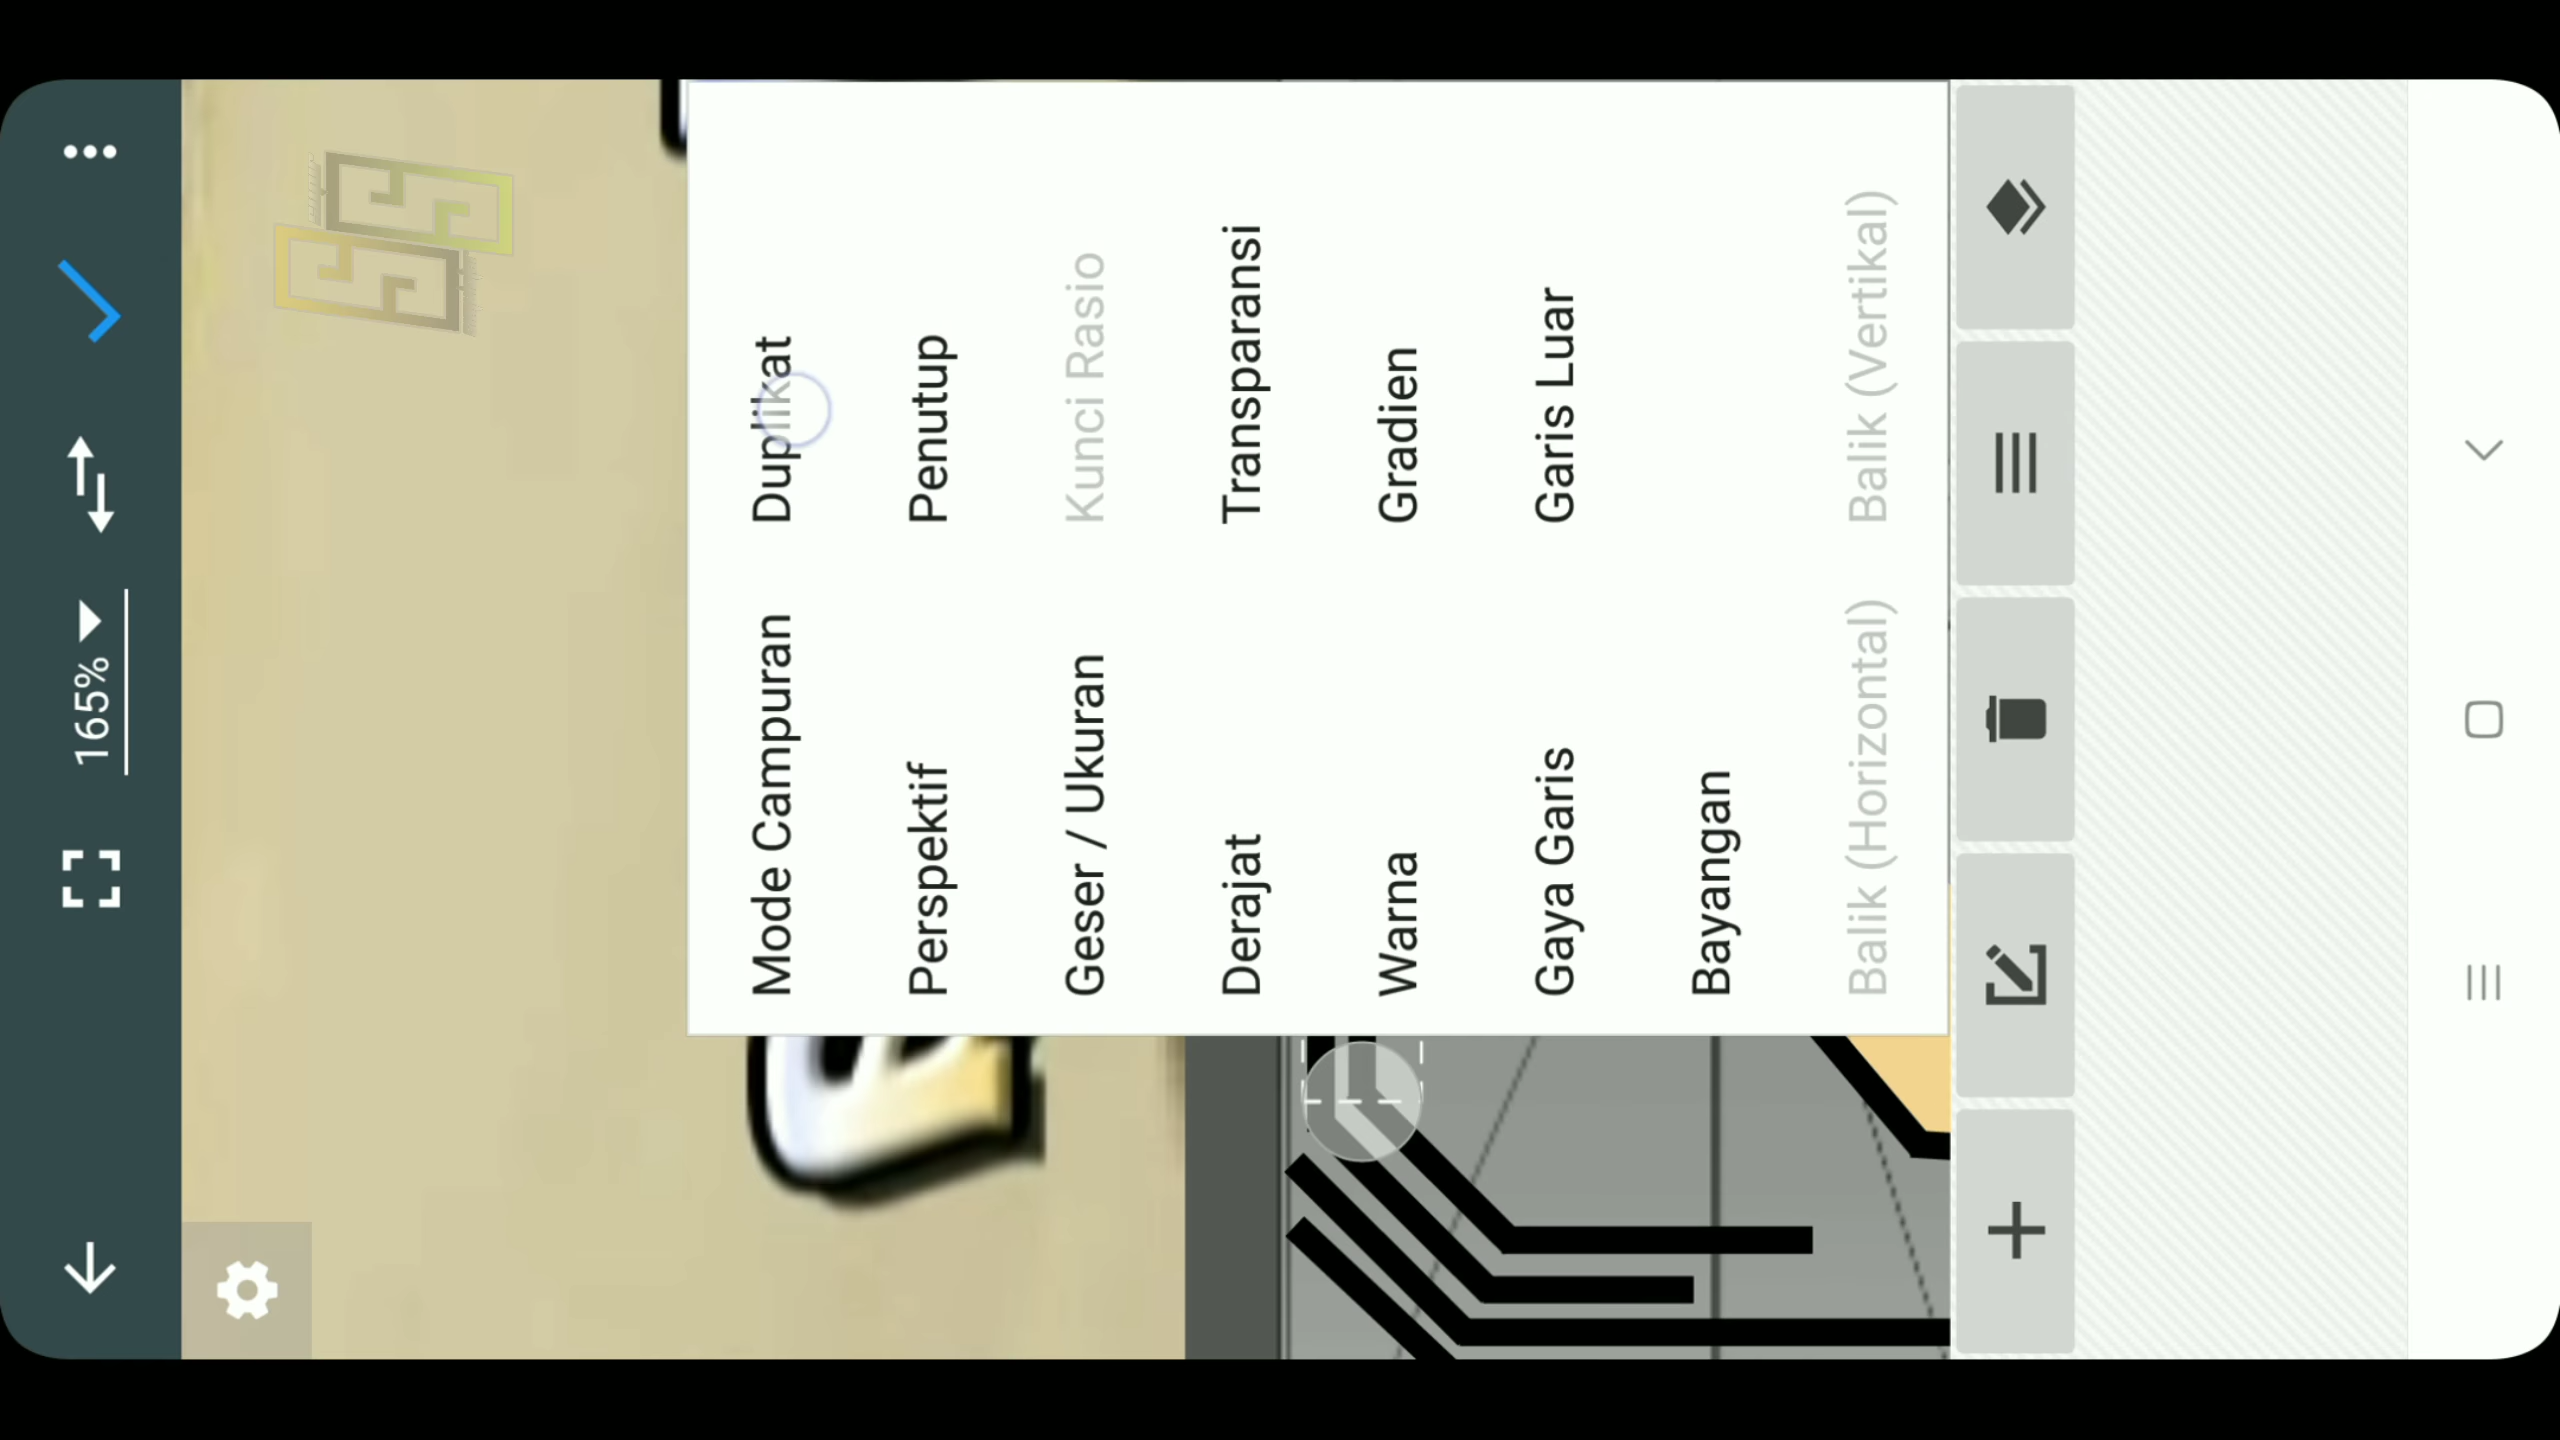 165%
Mode Campuran Duplikat
Perspektif Penutup
Geser / Ukuran Kunci Rasio
Derajat Transparansi
Warna Gradien
Gaya Garis Garis Luar
Bayangan
Balik (Horizontal) Balik (Vertikal)